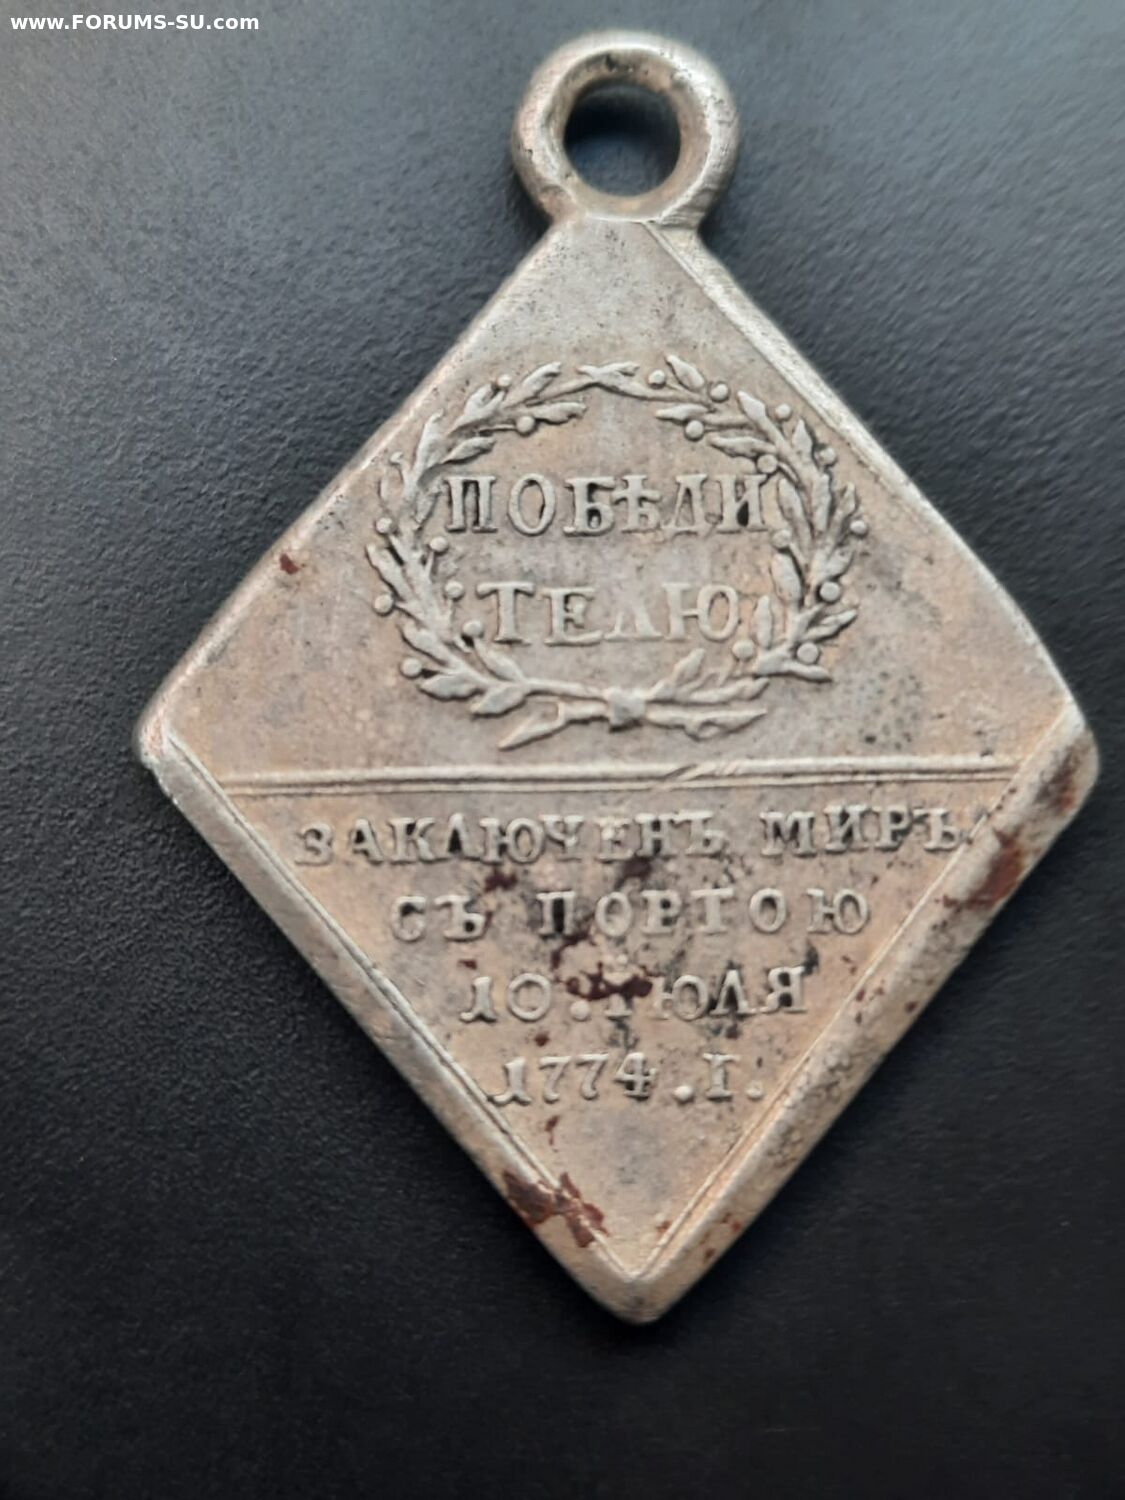 www.FORUMS-SU.com
ПОБѢДИ
ТЕЛЮ
ЗАКЛЮЧЕНЪ МИРЪ
СЪ ПОРТОЮ
10.ІЮЛЯ
1774.Г.